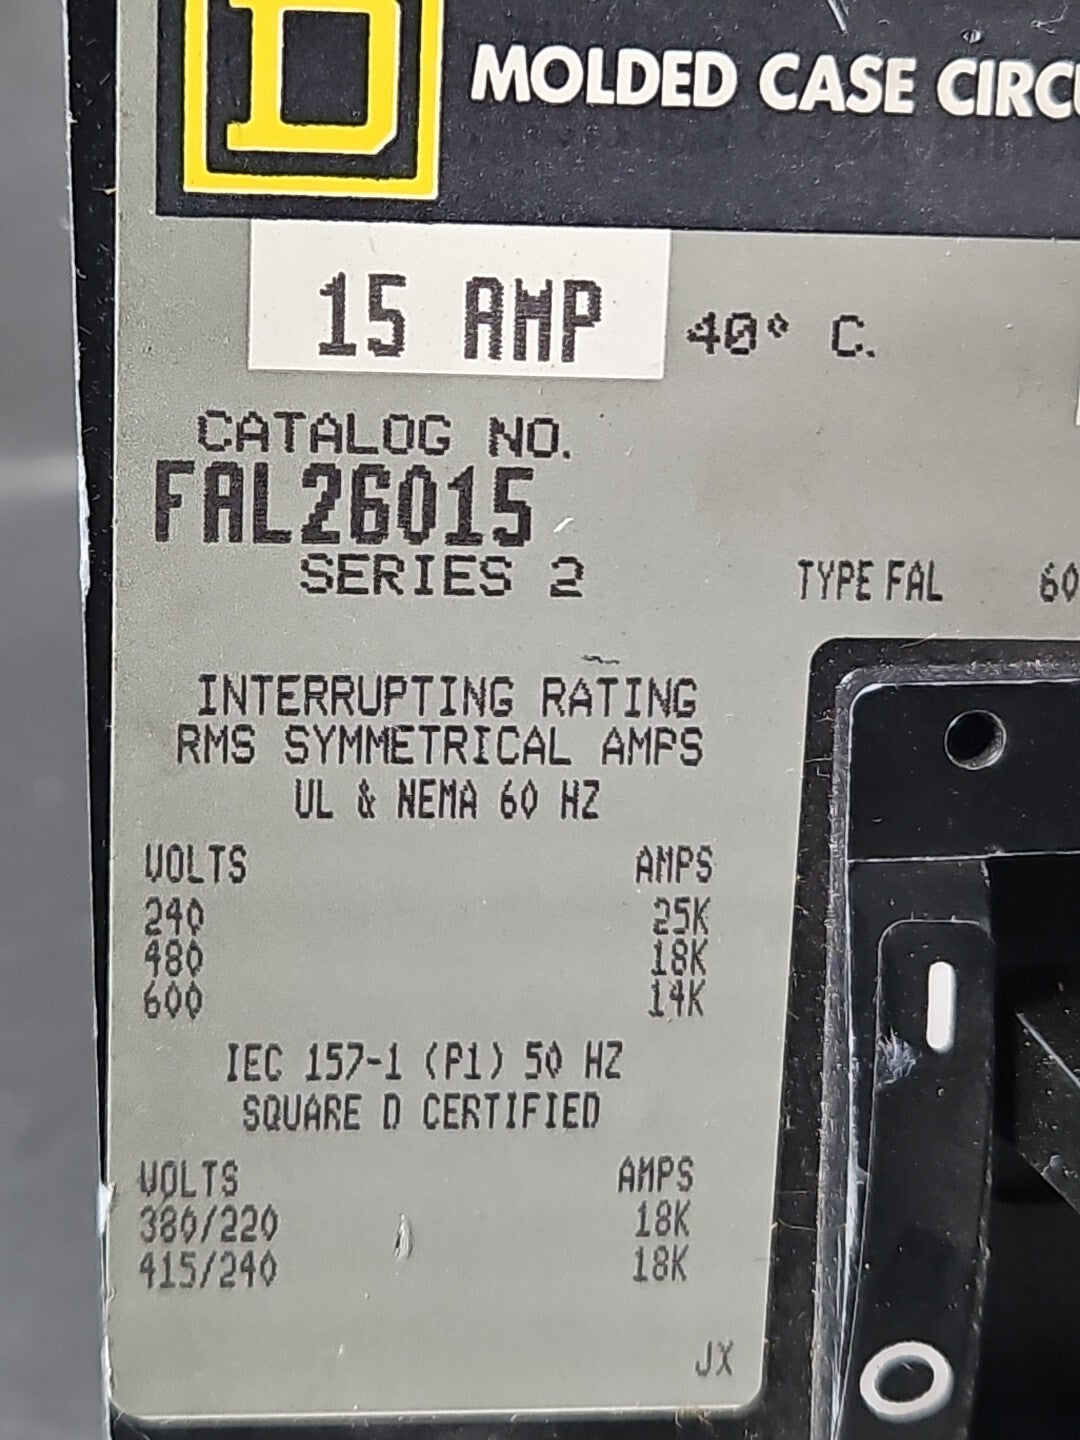 D
MOLDED CASE
15 AMP 40° C.
CATALOG NO.
FAL26015
SERIES 2
TYPE FAL 60
INTERRUPTING RATING
RMS SYMMETRICAL AMPS
UL & NEMA 60 HZ
VOLTS AMPS
240 25K
480 18K
600 14K
IEC 157-1 (P1) 50 HZ
SQUARE D CERTIFIED
VOLTS AMPS
380/220 18K
415/240 18K
JX